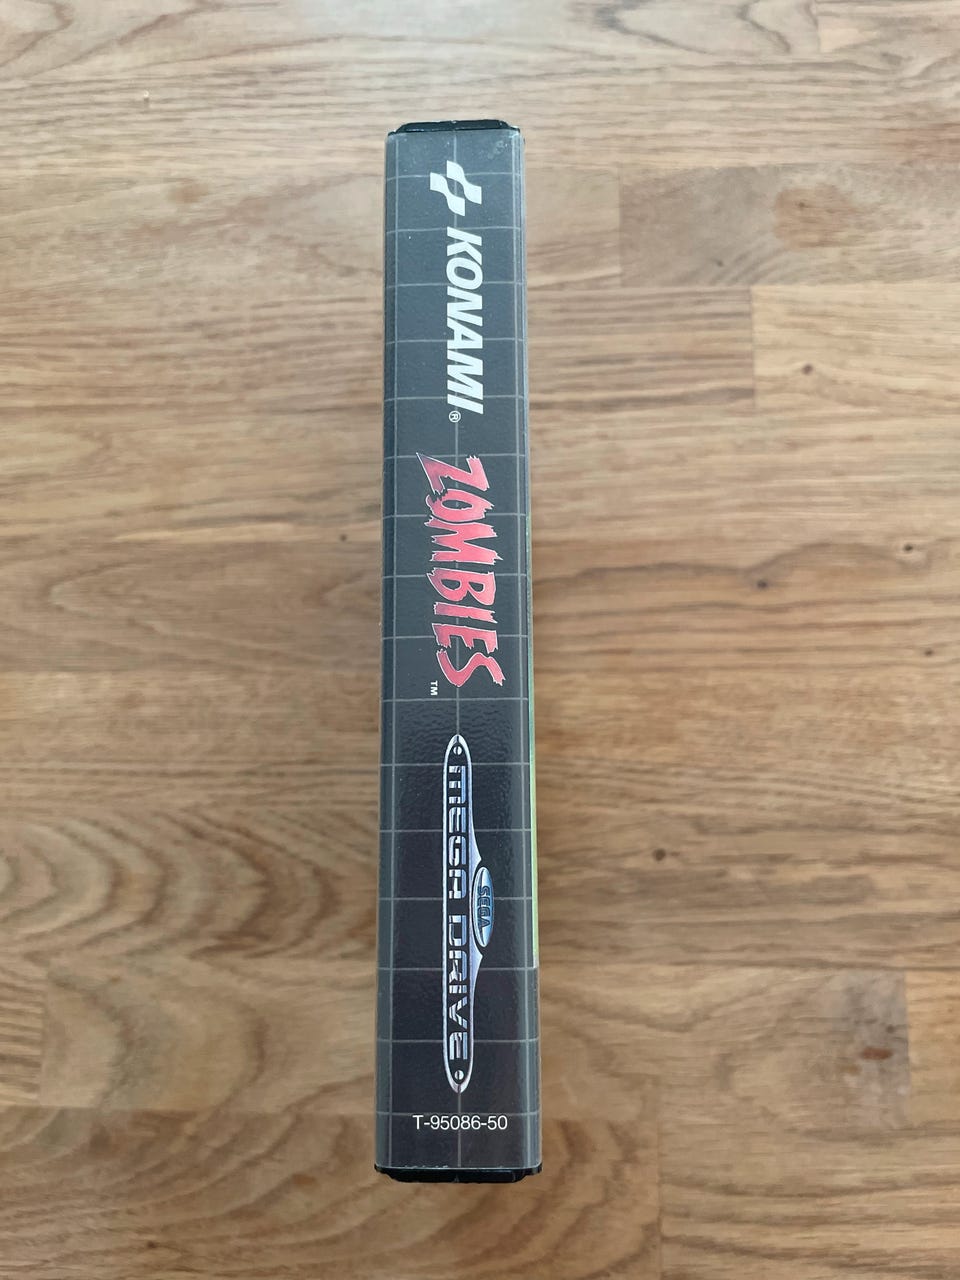 KONAMI®
ZOMBIES™
SEGA
MEGA DRIVE
T-95086-50